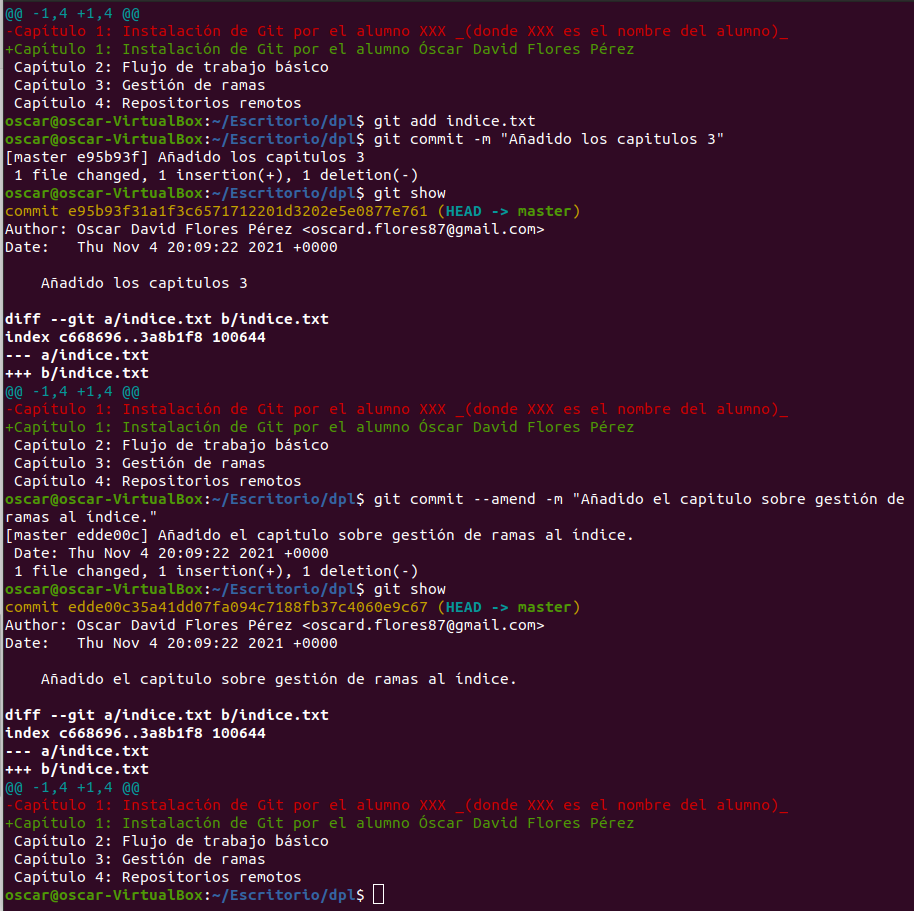 @@ -1,4 +1,4 @@
-Capítulo 1: Instalación de Git por el alumno XXX _(donde XXX es el nombre del alumno)_
+Capítulo 1: Instalación de Git por el alumno Óscar David Flores Pérez
 Capítulo 2: Flujo de trabajo básico
 Capítulo 3: Gestión de ramas
 Capítulo 4: Repositorios remotos
oscar@oscar-VirtualBox:~/Escritorio/dpl$ git add indice.txt
oscar@oscar-VirtualBox:~/Escritorio/dpl$ git commit -m "Añadido los capitulos 3"
[master e95b93f] Añadido los capitulos 3
 1 file changed, 1 insertion(+), 1 deletion(-)
oscar@oscar-VirtualBox:~/Escritorio/dpl$ git show
commit e95b93f31a1f3c6571712201d3202e5e0877e761 (HEAD -> master)
Author: Oscar David Flores Pérez <oscard.flores87@gmail.com>
Date:   Thu Nov 4 20:09:22 2021 +0000

    Añadido los capitulos 3

diff --git a/indice.txt b/indice.txt
index c668696..3a8b1f8 100644
--- a/indice.txt
+++ b/indice.txt
@@ -1,4 +1,4 @@
-Capítulo 1: Instalación de Git por el alumno XXX _(donde XXX es el nombre del alumno)_
+Capítulo 1: Instalación de Git por el alumno Óscar David Flores Pérez
 Capítulo 2: Flujo de trabajo básico
 Capítulo 3: Gestión de ramas
 Capítulo 4: Repositorios remotos
oscar@oscar-VirtualBox:~/Escritorio/dpl$ git commit --amend -m "Añadido el capitulo sobre gestión de
ramas al índice."
[master edde00c] Añadido el capitulo sobre gestión de ramas al índice.
 Date: Thu Nov 4 20:09:22 2021 +0000
 1 file changed, 1 insertion(+), 1 deletion(-)
oscar@oscar-VirtualBox:~/Escritorio/dpl$ git show
commit edde00c35a41dd07fa094c7188fb37c4060e9c67 (HEAD -> master)
Author: Oscar David Flores Pérez <oscard.flores87@gmail.com>
Date:   Thu Nov 4 20:09:22 2021 +0000

    Añadido el capitulo sobre gestión de ramas al índice.

diff --git a/indice.txt b/indice.txt
index c668696..3a8b1f8 100644
--- a/indice.txt
+++ b/indice.txt
@@ -1,4 +1,4 @@
-Capítulo 1: Instalación de Git por el alumno XXX _(donde XXX es el nombre del alumno)_
+Capítulo 1: Instalación de Git por el alumno Óscar David Flores Pérez
 Capítulo 2: Flujo de trabajo básico
 Capítulo 3: Gestión de ramas
 Capítulo 4: Repositorios remotos
oscar@oscar-VirtualBox:~/Escritorio/dpl$